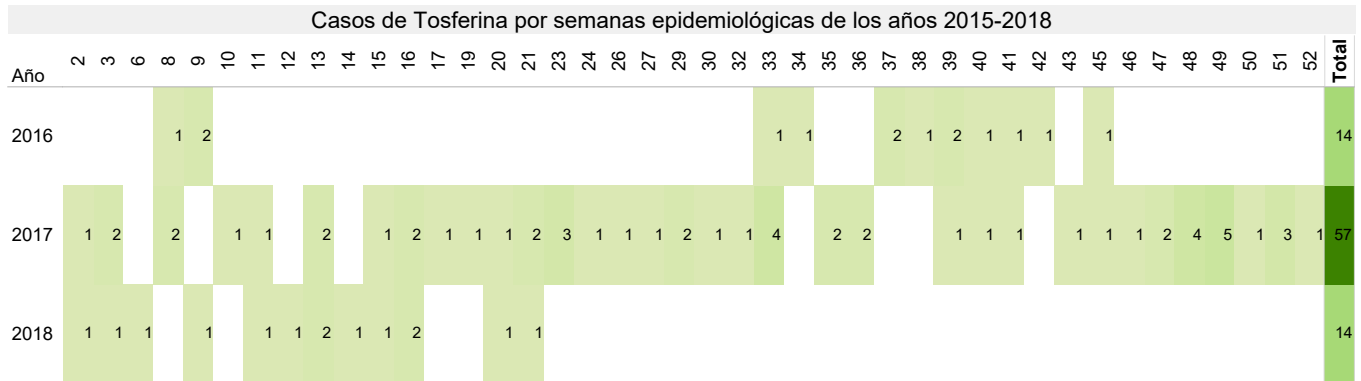 Casos de Tosferina por semanas epidemiológicas de los años 2015-2018
Año 2 3 6 8 9 10 11 12 13 14 15 16 17 19 20 21 23 24 26 27 29 30 32 33 34 35 36 37 38 39 40 41 42 43 45 46 47 48 49 50 51 52 Total
2016 1 2 1 1 2 1 2 1 1 1 1 14
2017 1 2 2 1 1 2 1 2 1 1 1 2 3 1 1 1 2 1 1 4 2 2 1 1 1 1 1 1 2 4 5 1 3 1 57
2018 1 1 1 1 1 1 2 1 1 2 1 1 14